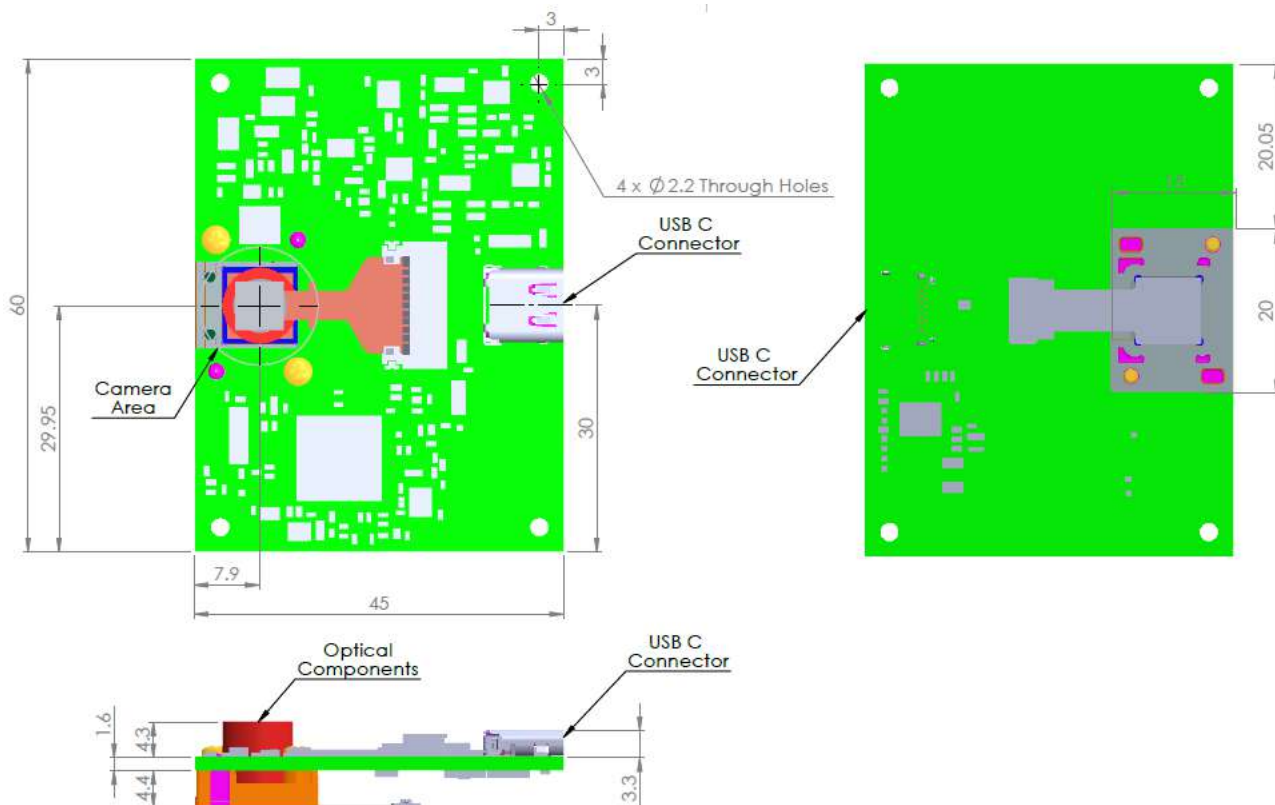 3
3
4 x Ø2.2 Through Holes
USB C
Connector
60
Camera
Area
29.95
30
7.9
45
20.05
20
USB C
Connector
Optical
Components
USB C
Connector
1.6
4.3
4.4
3.3